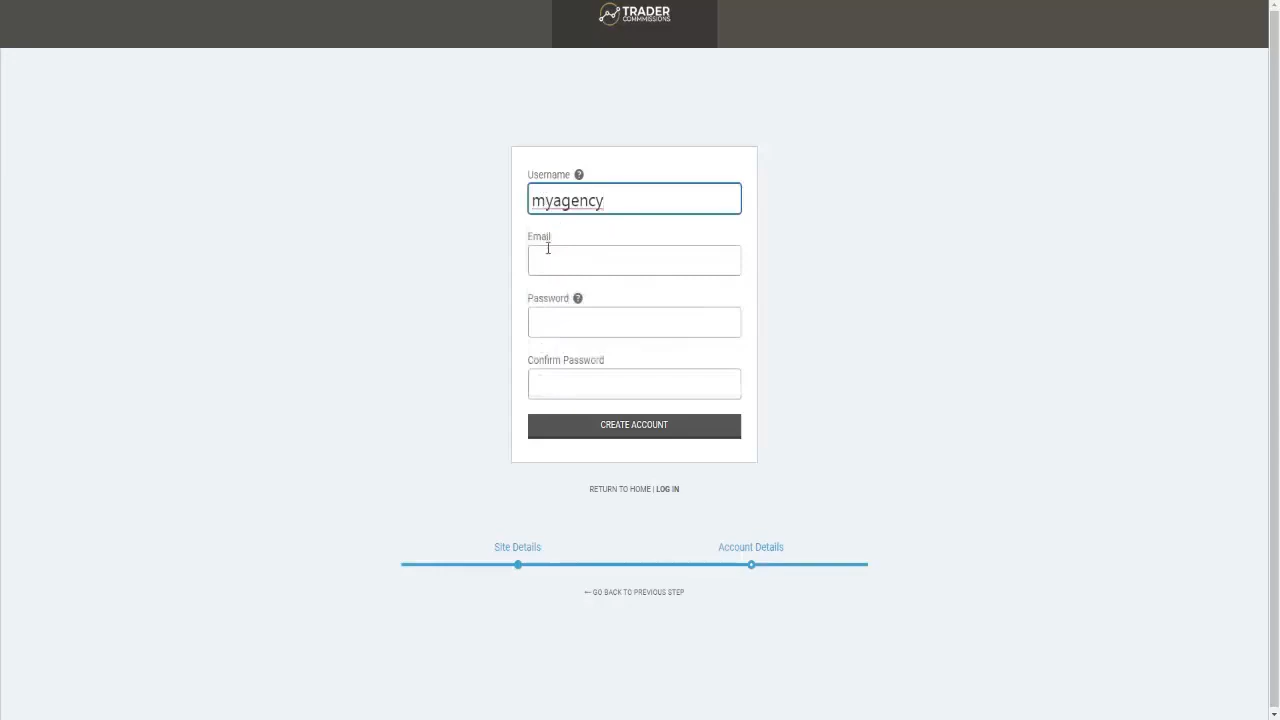 TRADER
COMMMISSIONS
Username ?
myagency
Email
Password ?
Confirm Password
CREATE ACCOUNT
RETURN TO HOME | LOG IN
Site Details
Account Details
← GO BACK TO PREVIOUS STEP